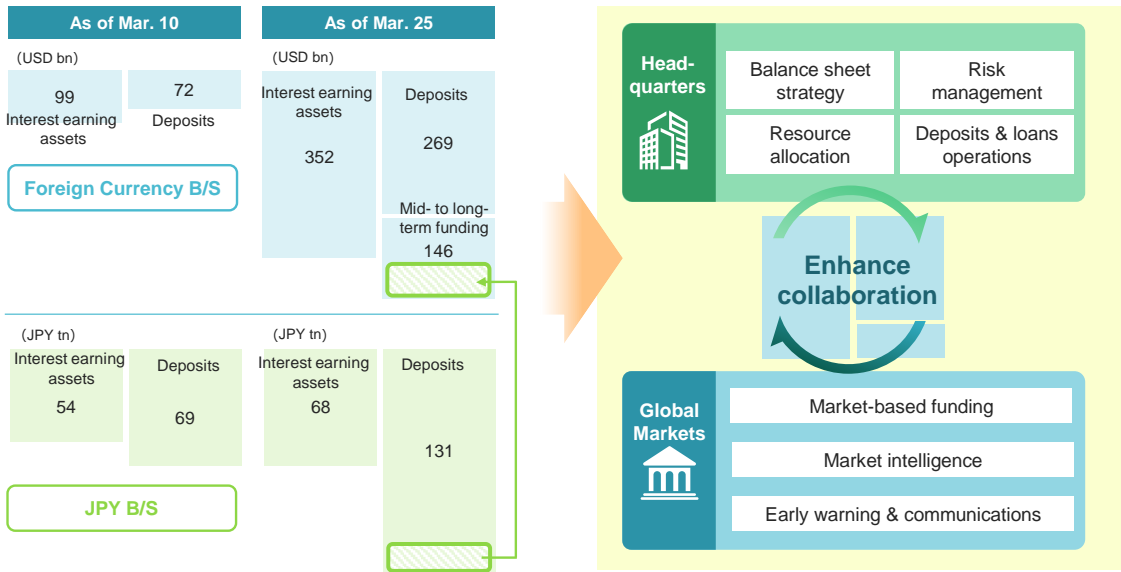 As of Mar. 10
As of Mar. 25
(USD bn)
99
Interest earning
assets
72
Deposits
Foreign Currency B/S
(USD bn)
Interest earning
assets
352
Deposits
269
Mid- to long-
term funding
146
(JPY tn)
Interest earning
assets
54
Deposits
69
JPY B/S
(JPY tn)
Interest earning
assets
68
Deposits
131
Head-
quarters
Balance sheet
strategy
Risk
management
Resource
allocation
Deposits & loans
operations
Enhance
collaboration
Global
Markets
Market-based funding
Market intelligence
Early warning & communications